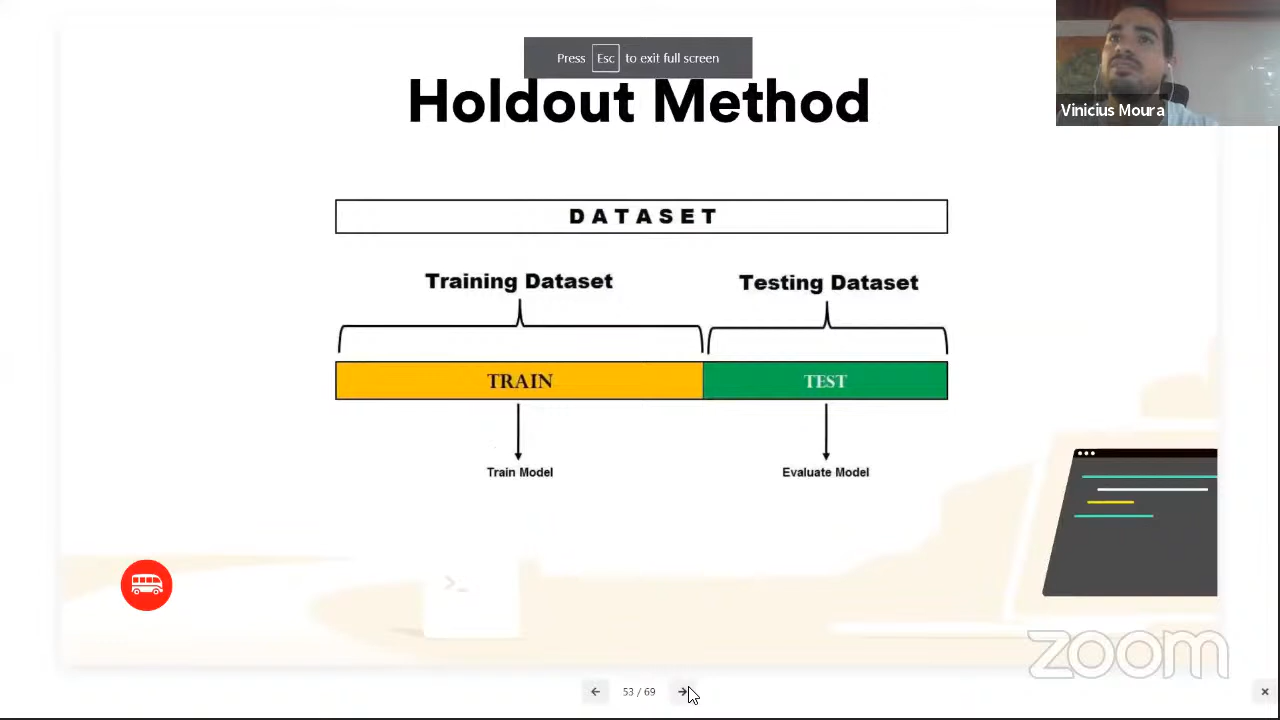 Press Esc to exit full screen
Holdout Method
Vinicius Moura
DATASET
Training Dataset
Testing Dataset
TRAIN
TEST
Train Model
Evaluate Model
>_
zoom
53 / 69